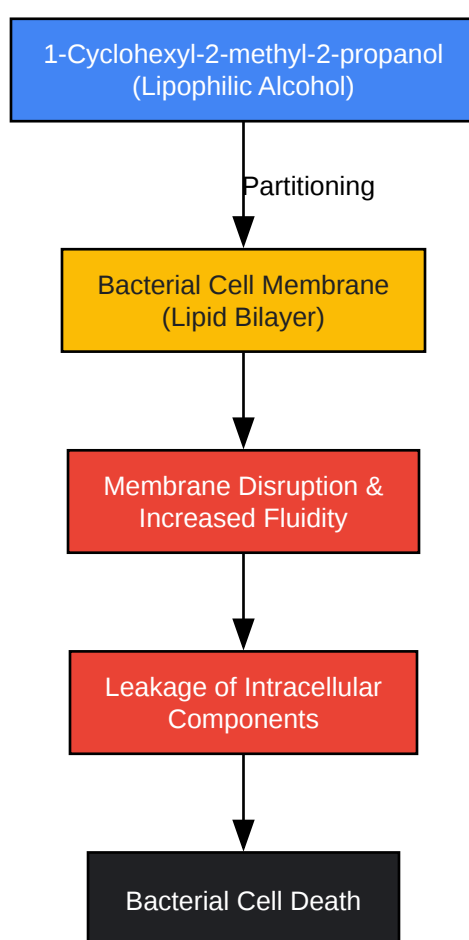 1-Cyclohexyl-2-methyl-2-propanol
(Lipophilic Alcohol)
Partitioning
Bacterial Cell Membrane
(Lipid Bilayer)
Membrane Disruption &
Increased Fluidity
Leakage of Intracellular
Components
Bacterial Cell Death